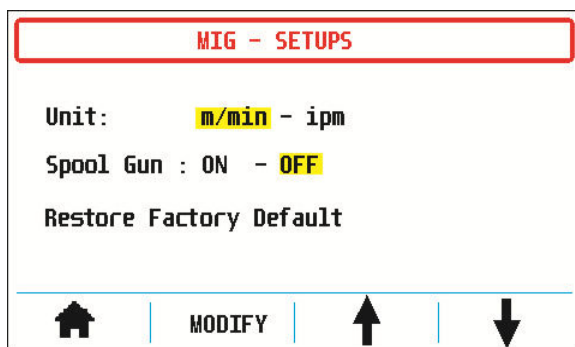 MIG - SETUPS
Unit: m/min - ipm
Spool Gun : ON - OFF
Restore Factory Default
MODIFY